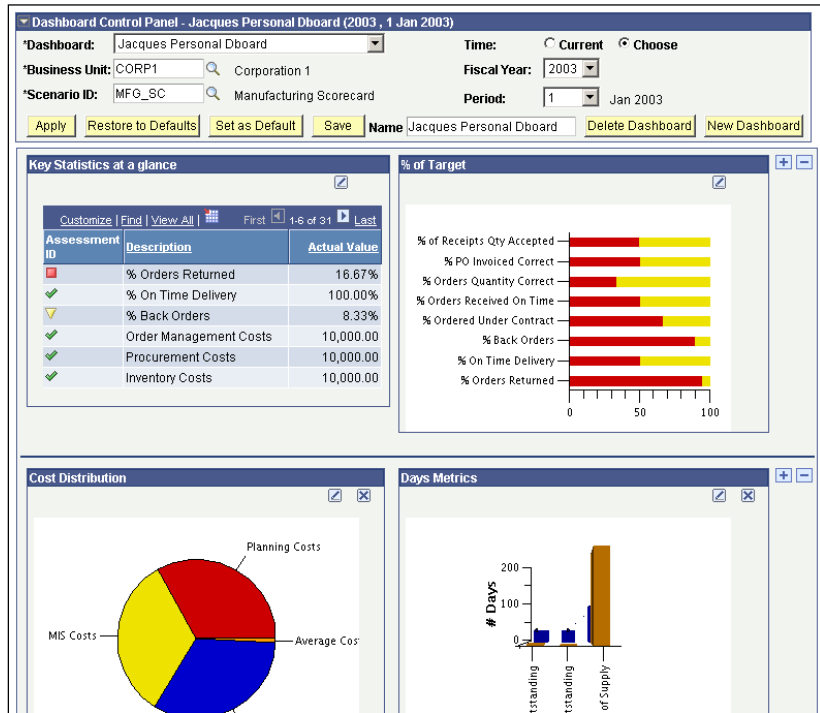 Dashboard Control Panel - Jacques Personal Dboard (2003 , 1 Jan 2003)
*Dashboard: Jacques Personal Dboard Time: Current Choose
*Business Unit: CORP1 Corporation 1 Fiscal Year: 2003
*Scenario ID: MFG_SC Manufacturing Scorecard Period: 1 Jan 2003
Apply Restore to Defaults Set as Default Save Name Jacques Personal Dboard Delete Dashboard New Dashboard
Key Statistics at a glance
Customize | Find | View All | First 1-6 of 31 Last
Assessment ID Description Actual Value
% Orders Returned 16.67%
% On Time Delivery 100.00%
% Back Orders 8.33%
Order Management Costs 10,000.00
Procurement Costs 10,000.00
Inventory Costs 10,000.00
% of Target
% of Receipts Qty Accepted
% PO Invoiced Correct
% Orders Quantity Correct
% Orders Received On Time
% Ordered Under Contract
% Back Orders
% On Time Delivery
% Orders Returned
0 50 100
Cost Distribution
Planning Costs
MIS Costs
Average Cos
Days Metrics
# Days
200
100
0
tstanding
tstanding
of Supply